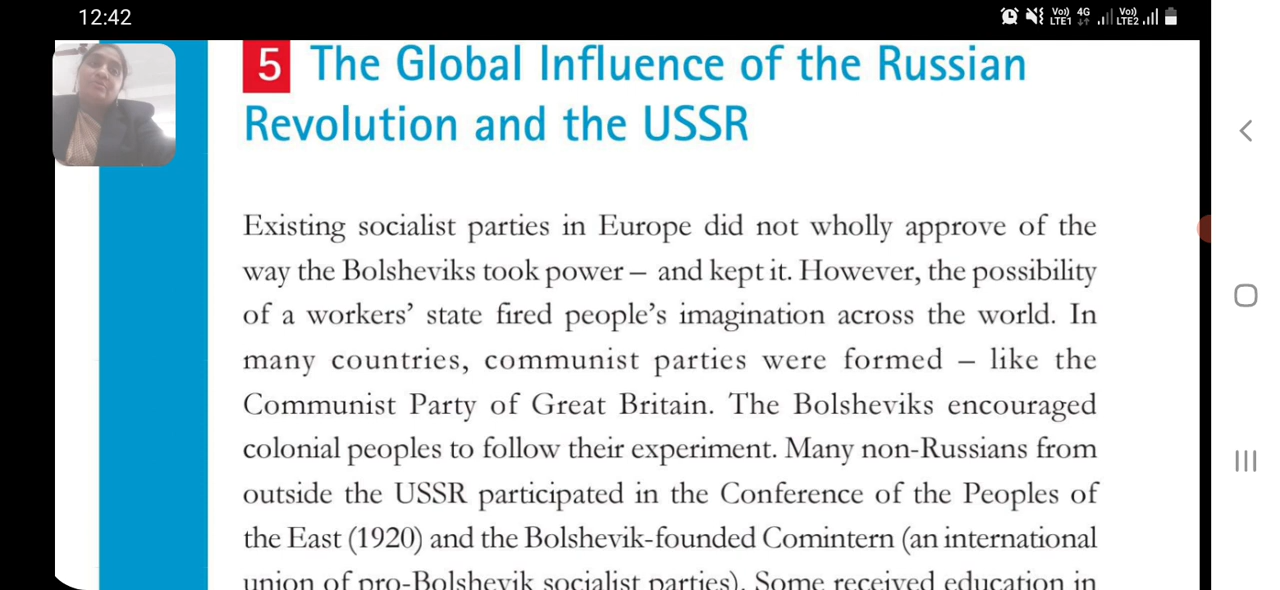 12:42
Vo)) 4G Vo))
LTE1 LTE2
5 The Global Influence of the Russian
Revolution and the USSR
Existing socialist parties in Europe did not wholly approve of the
way the Bolsheviks took power – and kept it. However, the possibility
of a workers’ state fired people’s imagination across the world. In
many countries, communist parties were formed – like the
Communist Party of Great Britain. The Bolsheviks encouraged
colonial peoples to follow their experiment. Many non-Russians from
outside the USSR participated in the Conference of the Peoples of
the East (1920) and the Bolshevik-founded Comintern (an international
union of pro-Bolshevik socialist parties). Some received education in